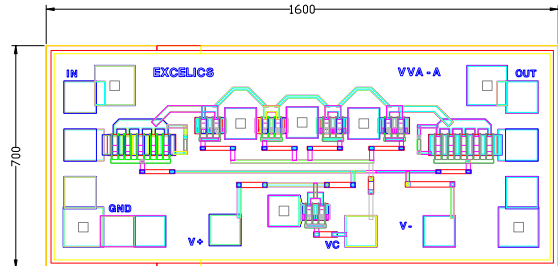 1600
IN
EXCELICS
VVA-A
OUT
700
GND
V+
VC
V-